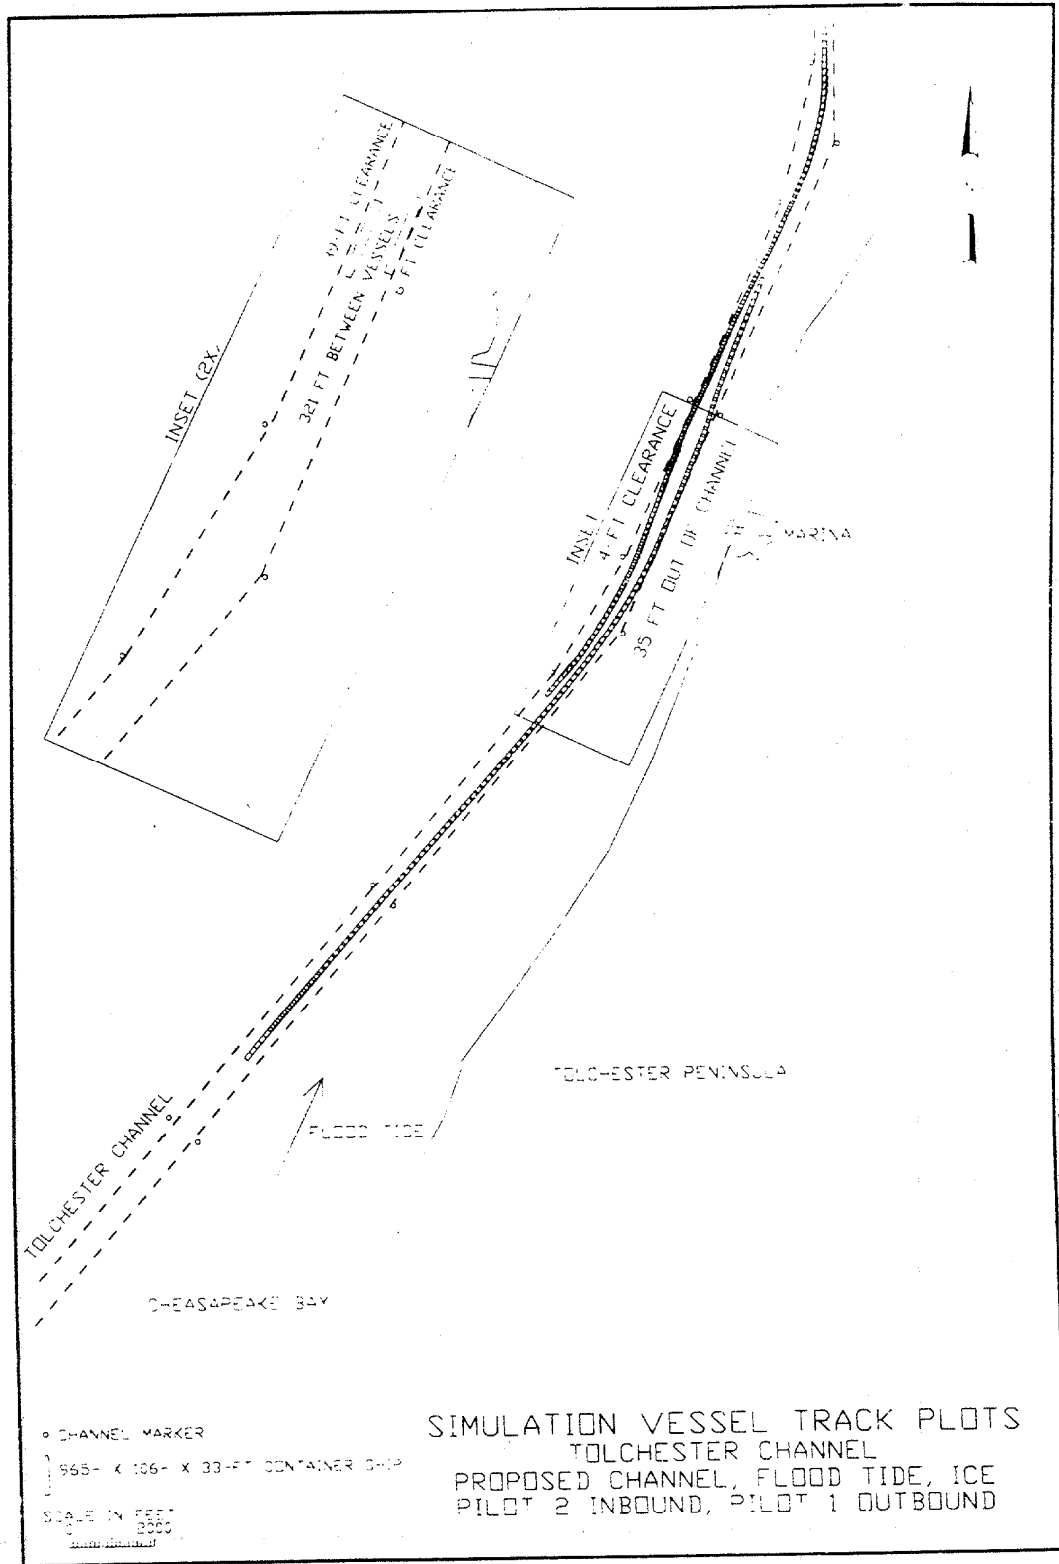 INSET (2X)
FT CLEARANCE
321 FT BETWEEN VESSELS
FT CLEARANCE
INSET
FT CLEARANCE
35 FT OUT OF CHANNEL
MARINA
TOLCHESTER PENINSULA
FLOOD TIDE
TOLCHESTER CHANNEL
CHEASAPEAKE BAY
CHANNEL MARKER
965- X 106- X 33-FT CONTAINER SHIP
SCALE IN FEET
0 2000
SIMULATION VESSEL TRACK PLOTS
TOLCHESTER CHANNEL
PROPOSED CHANNEL, FLOOD TIDE, ICE
PILOT 2 INBOUND, PILOT 1 OUTBOUND